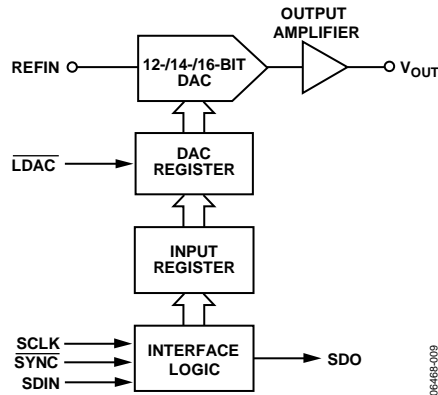 OUTPUT
AMPLIFIER
REFIN
12-/14-/16-BIT
DAC
VOUT
LDAC
DAC
REGISTER
INPUT
REGISTER
SCLK
SYNC
SDIN
INTERFACE
LOGIC
SDO
06468-009